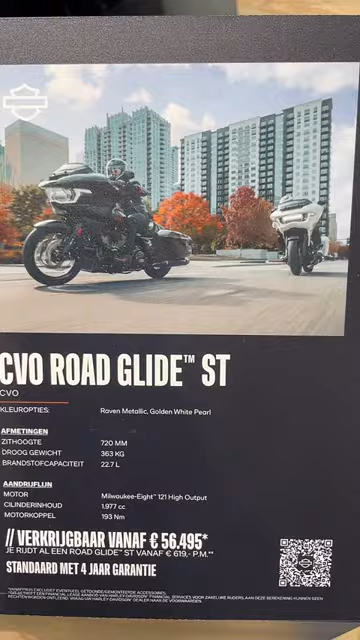 CVO ROAD GLIDE™ ST
CVO
KLEUROPTIES: Raven Metallic, Golden White Pearl
AFMETINGEN
ZITHOOGTE 720 MM
DROOG GEWICHT 363 KG
BRANDSTOFCAPACITEIT 22.7 L
AANDRIJFLIJN
MOTOR Milwaukee-Eight™ 121 High Output
CILINDERINHOUD 1.977 cc
MOTORKOPPEL 193 Nm
// VERKRIJGBAAR VANAF € 56,495*
JE RIJDT AL EEN ROAD GLIDE™ ST VANAF € 619,- P.M.**
STANDAARD MET 4 JAAR GARANTIE